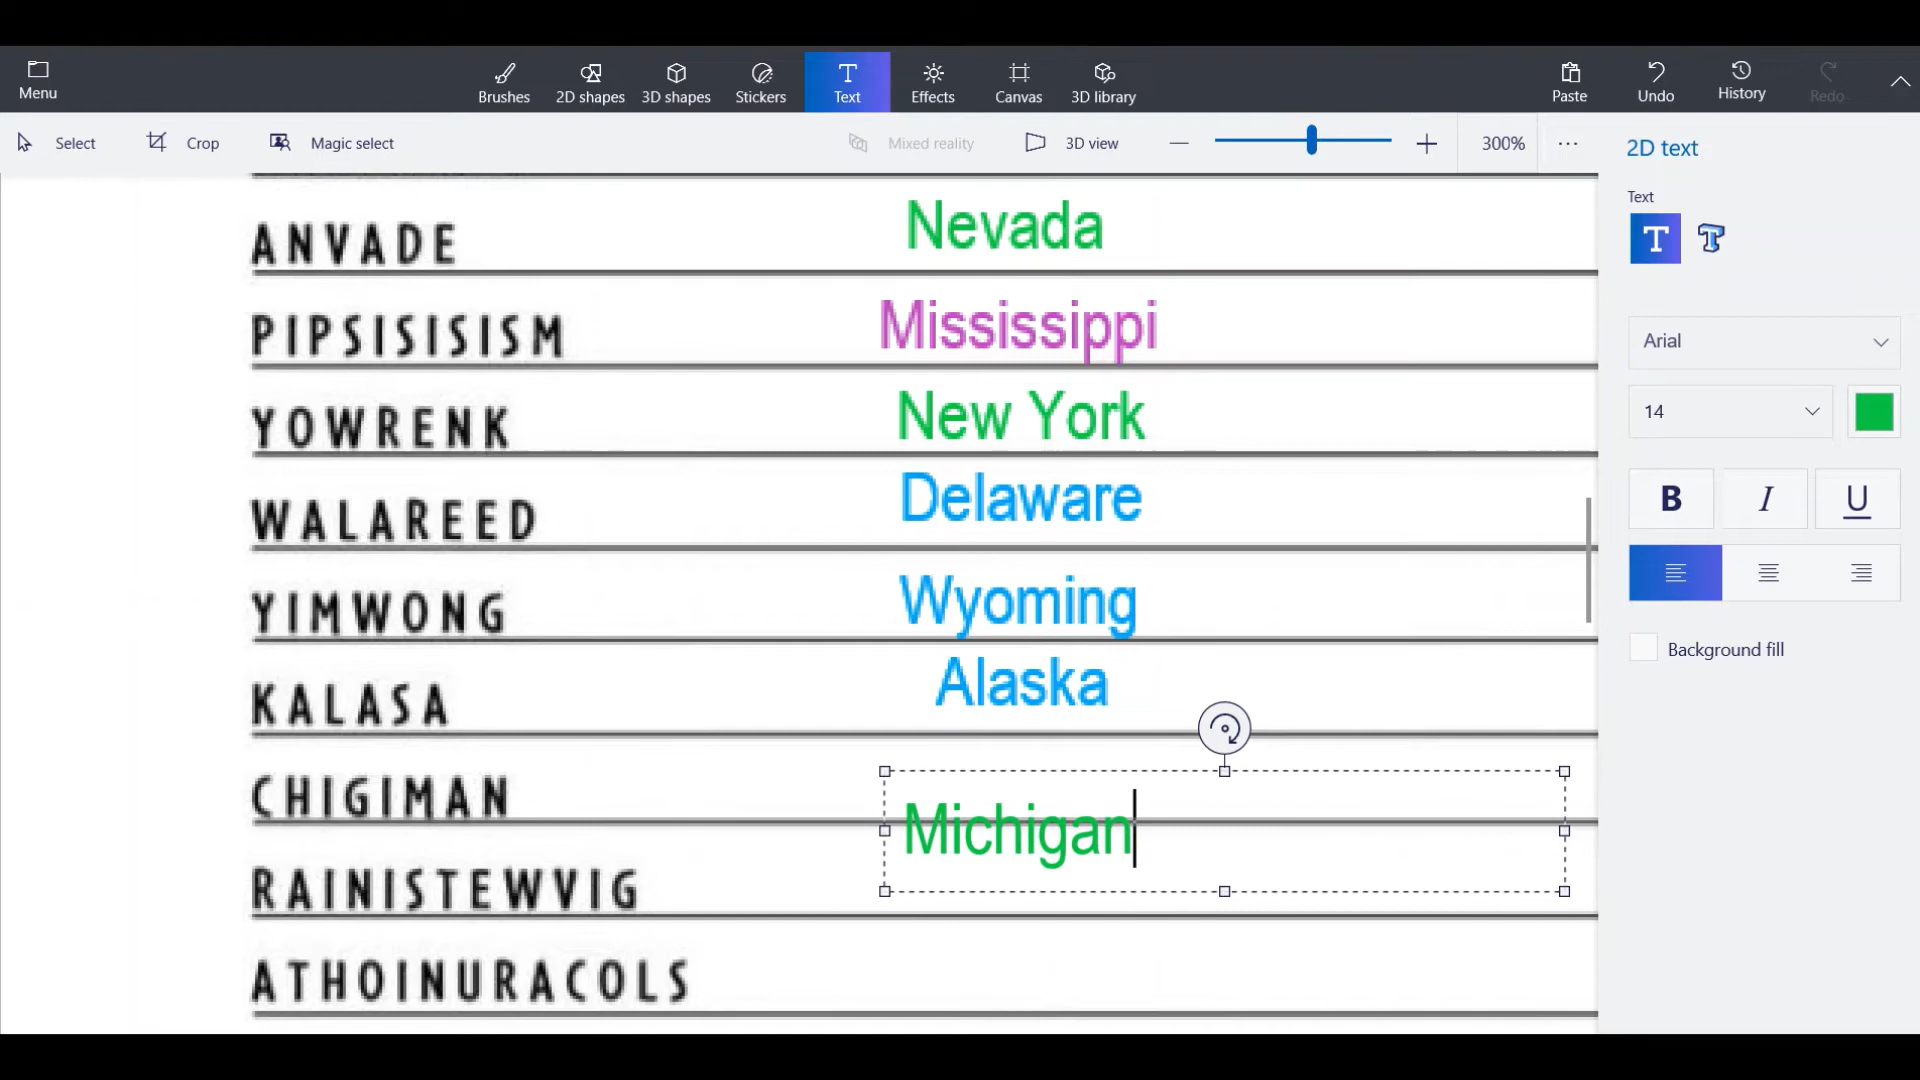 Menu
Brushes 2D shapes 3D shapes Stickers Text Effects Canvas 3D library
Paste Undo History Redo
Select Crop Magic select Mixed reality 3D view 300%
2D text
Text
Arial
14
B I U
Background fill
ANVADE Nevada
PIPSISISISM Mississippi
YOWRENK New York
WALAREED Delaware
YIMWONG Wyoming
KALASA Alaska
CHIGIMAN Michigan
RAINISTEWVIG
ATHOINURACOLS